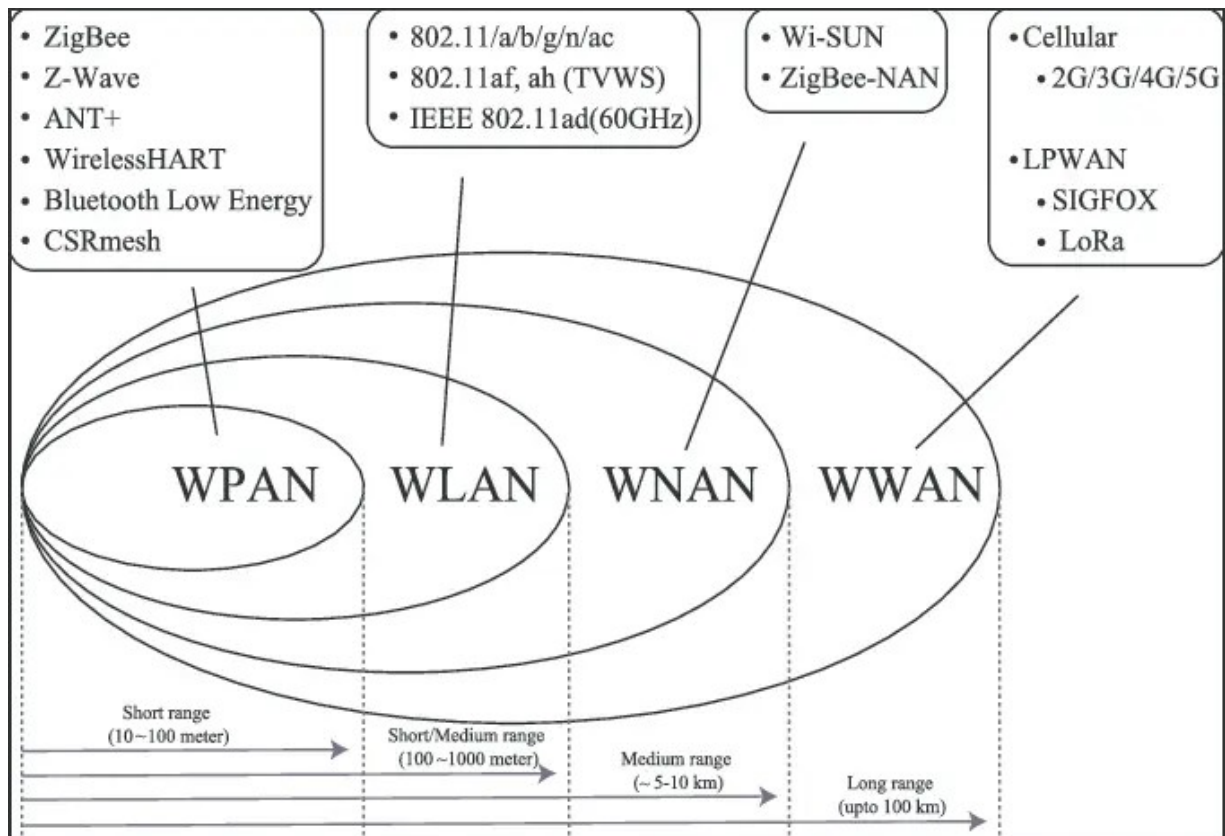 • ZigBee
• Z-Wave
• ANT+
• WirelessHART
• Bluetooth Low Energy
• CSRmesh
• 802.11/a/b/g/n/ac
• 802.11af, ah (TVWS)
• IEEE 802.11ad(60GHz)
• Wi-SUN
• ZigBee-NAN
• Cellular
• 2G/3G/4G/5G
• LPWAN
• SIGFOX
• LoRa
WPAN
WLAN
WNAN
WWAN
Short range
(10~100 meter)
Short/Medium range
(100~1000 meter)
Medium range
(~ 5-10 km)
Long range
(upto 100 km)